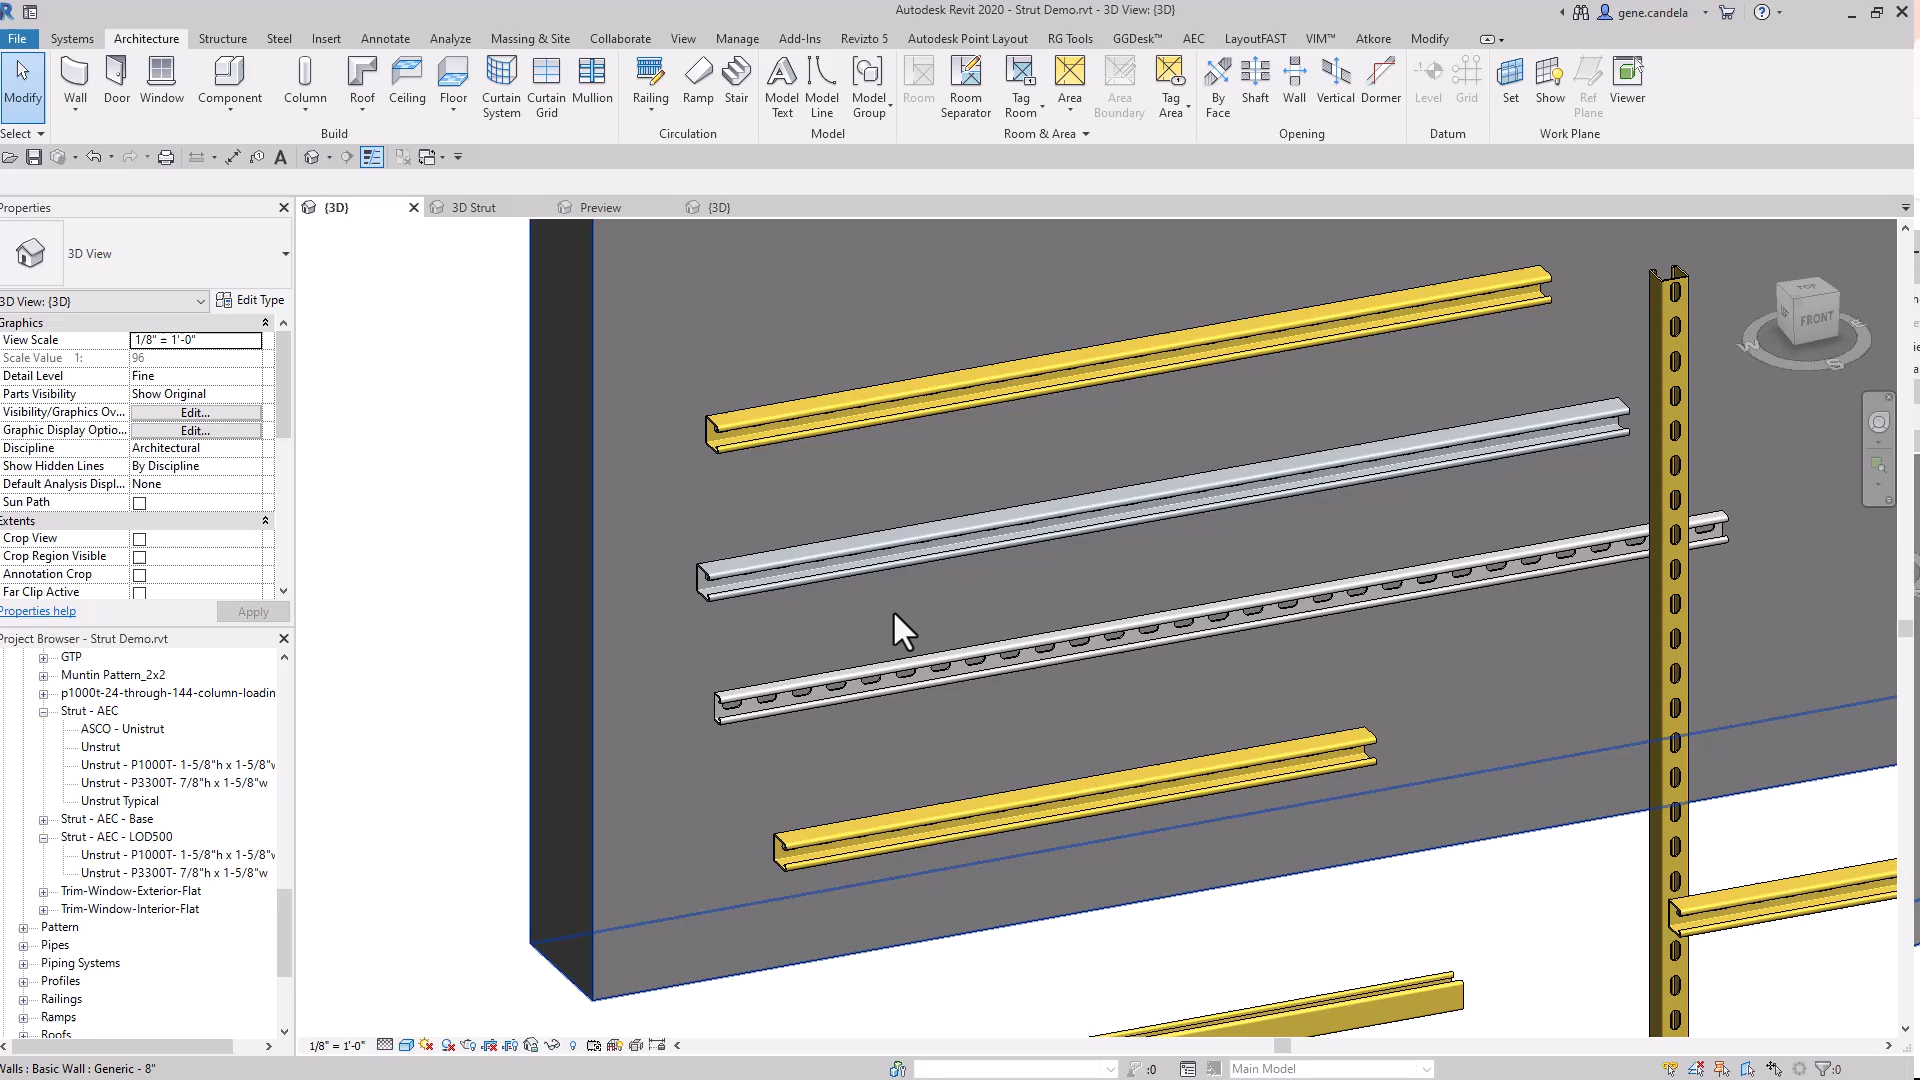 Autodesk Revit 2020 - Strut Demo.rvt - 3D View: {3D}
gene.candela
File Systems Architecture Structure Steel Insert Annotate Analyze Massing & Site Collaborate View Manage Add-Ins Revizto 5 Autodesk Point Layout RG Tools GGDesk™ AEC LayoutFAST VIM™ Atkore Modify
Modify Wall Door Window Component Column Roof Ceiling Floor Curtain System Curtain Grid Mullion Railing Ramp Stair Model Text Model Line Model Group Room Room Separator Tag Room Area Area Boundary Tag Area By Face Shaft Wall Vertical Dormer Level Grid Set Show Ref Plane Viewer
Select Build Circulation Model Room & Area Opening Datum Work Plane
Properties
{3D} 3D Strut Preview {3D}
3D View
3D View: {3D} Edit Type
Graphics
View Scale 1/8" = 1'-0"
Scale Value 1: 96
Detail Level Fine
Parts Visibility Show Original
Visibility/Graphics Ov... Edit...
Graphic Display Optio... Edit...
Discipline Architectural
Show Hidden Lines By Discipline
Default Analysis Displ... None
Sun Path
Extents
Crop View
Crop Region Visible
Annotation Crop
Far Clip Active
Properties help Apply
TOP
FRONT
W
S
Project Browser - Strut Demo.rvt
GTP
Muntin Pattern_2x2
p1000t-24-through-144-column-loadin
Strut - AEC
ASCO - Unistrut
Unstrut
Unstrut - P1000T- 1-5/8"h x 1-5/8"w
Unstrut - P3300T- 7/8"h x 1-5/8"w
Unstrut Typical
Strut - AEC - Base
Strut - AEC - LOD500
Unstrut - P1000T- 1-5/8"h x 1-5/8"w
Unstrut - P3300T- 7/8"h x 1-5/8"w
Trim-Window-Exterior-Flat
Trim-Window-Interior-Flat
Pattern
Pipes
Piping Systems
Profiles
Railings
Ramps
Roofs
1/8" = 1'-0"
Walls : Basic Wall : Generic - 8"
:0
Main Model
:0